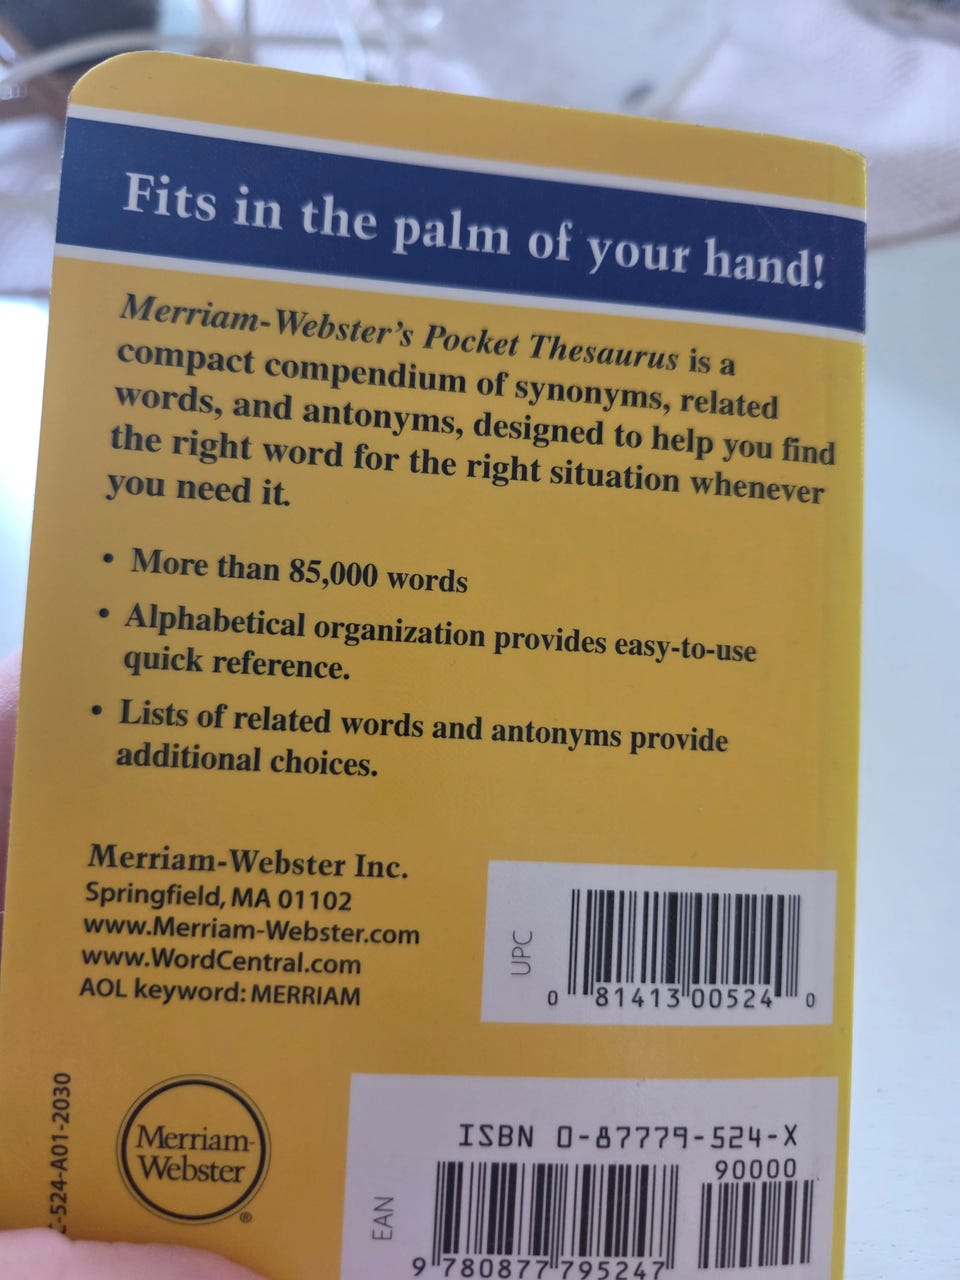 Fits in the palm of your hand!
Merriam-Webster's Pocket Thesaurus is a
compact compendium of synonyms, related
words, and antonyms, designed to help you find
the right word for the right situation whenever
you need it.
• More than 85,000 words
• Alphabetical organization provides easy-to-use
quick reference.
• Lists of related words and antonyms provide
additional choices.
Merriam-Webster Inc.
Springfield, MA 01102
www.Merriam-Webster.com
www.WordCentral.com
AOL keyword: MERRIAM
UPC
0 81413 00524 0
-524-A01-2030
Merriam-
Webster
®
ISBN 0-87779-524-X
90000
EAN
9 780877 795247